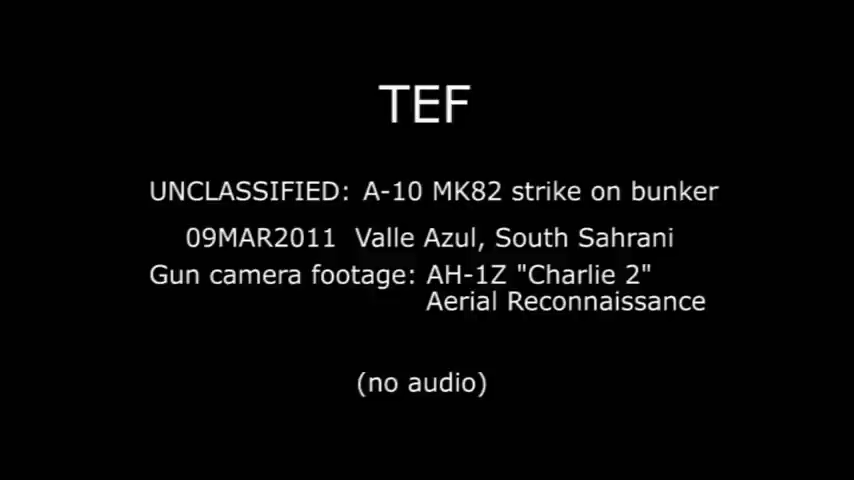 TEF
UNCLASSIFIED: A-10 MK82 strike on bunker
09MAR2011 Valle Azul, South Sahrani
Gun camera footage: AH-1Z "Charlie 2"
Aerial Reconnaissance
(no audio)